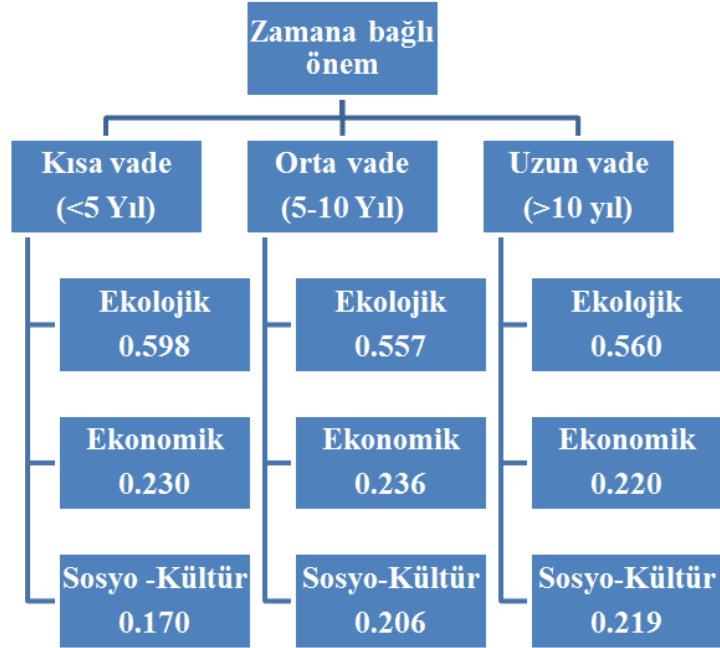 Zamana bağlı
önem
Kısa vade
(<5 Yıl)
Ekolojik
0.598
Ekonomik
0.230
Sosyo -Kültür
0.170
Orta vade
(5-10 Yıl)
Ekolojik
0.557
Ekonomik
0.236
Sosyo-Kültür
0.206
Uzun vade
(>10 yıl)
Ekolojik
0.560
Ekonomik
0.220
Sosyo-Kültür
0.219